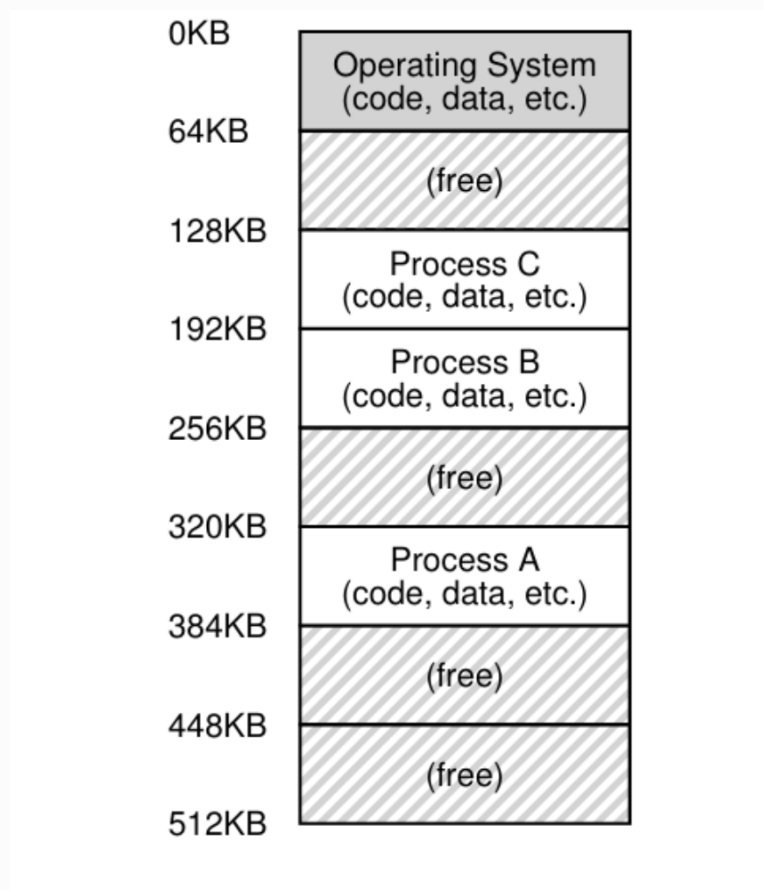 0KB
Operating System
(code, data, etc.)
64KB
(free)
128KB
Process C
(code, data, etc.)
192KB
Process B
(code, data, etc.)
256KB
(free)
320KB
Process A
(code, data, etc.)
384KB
(free)
448KB
(free)
512KB